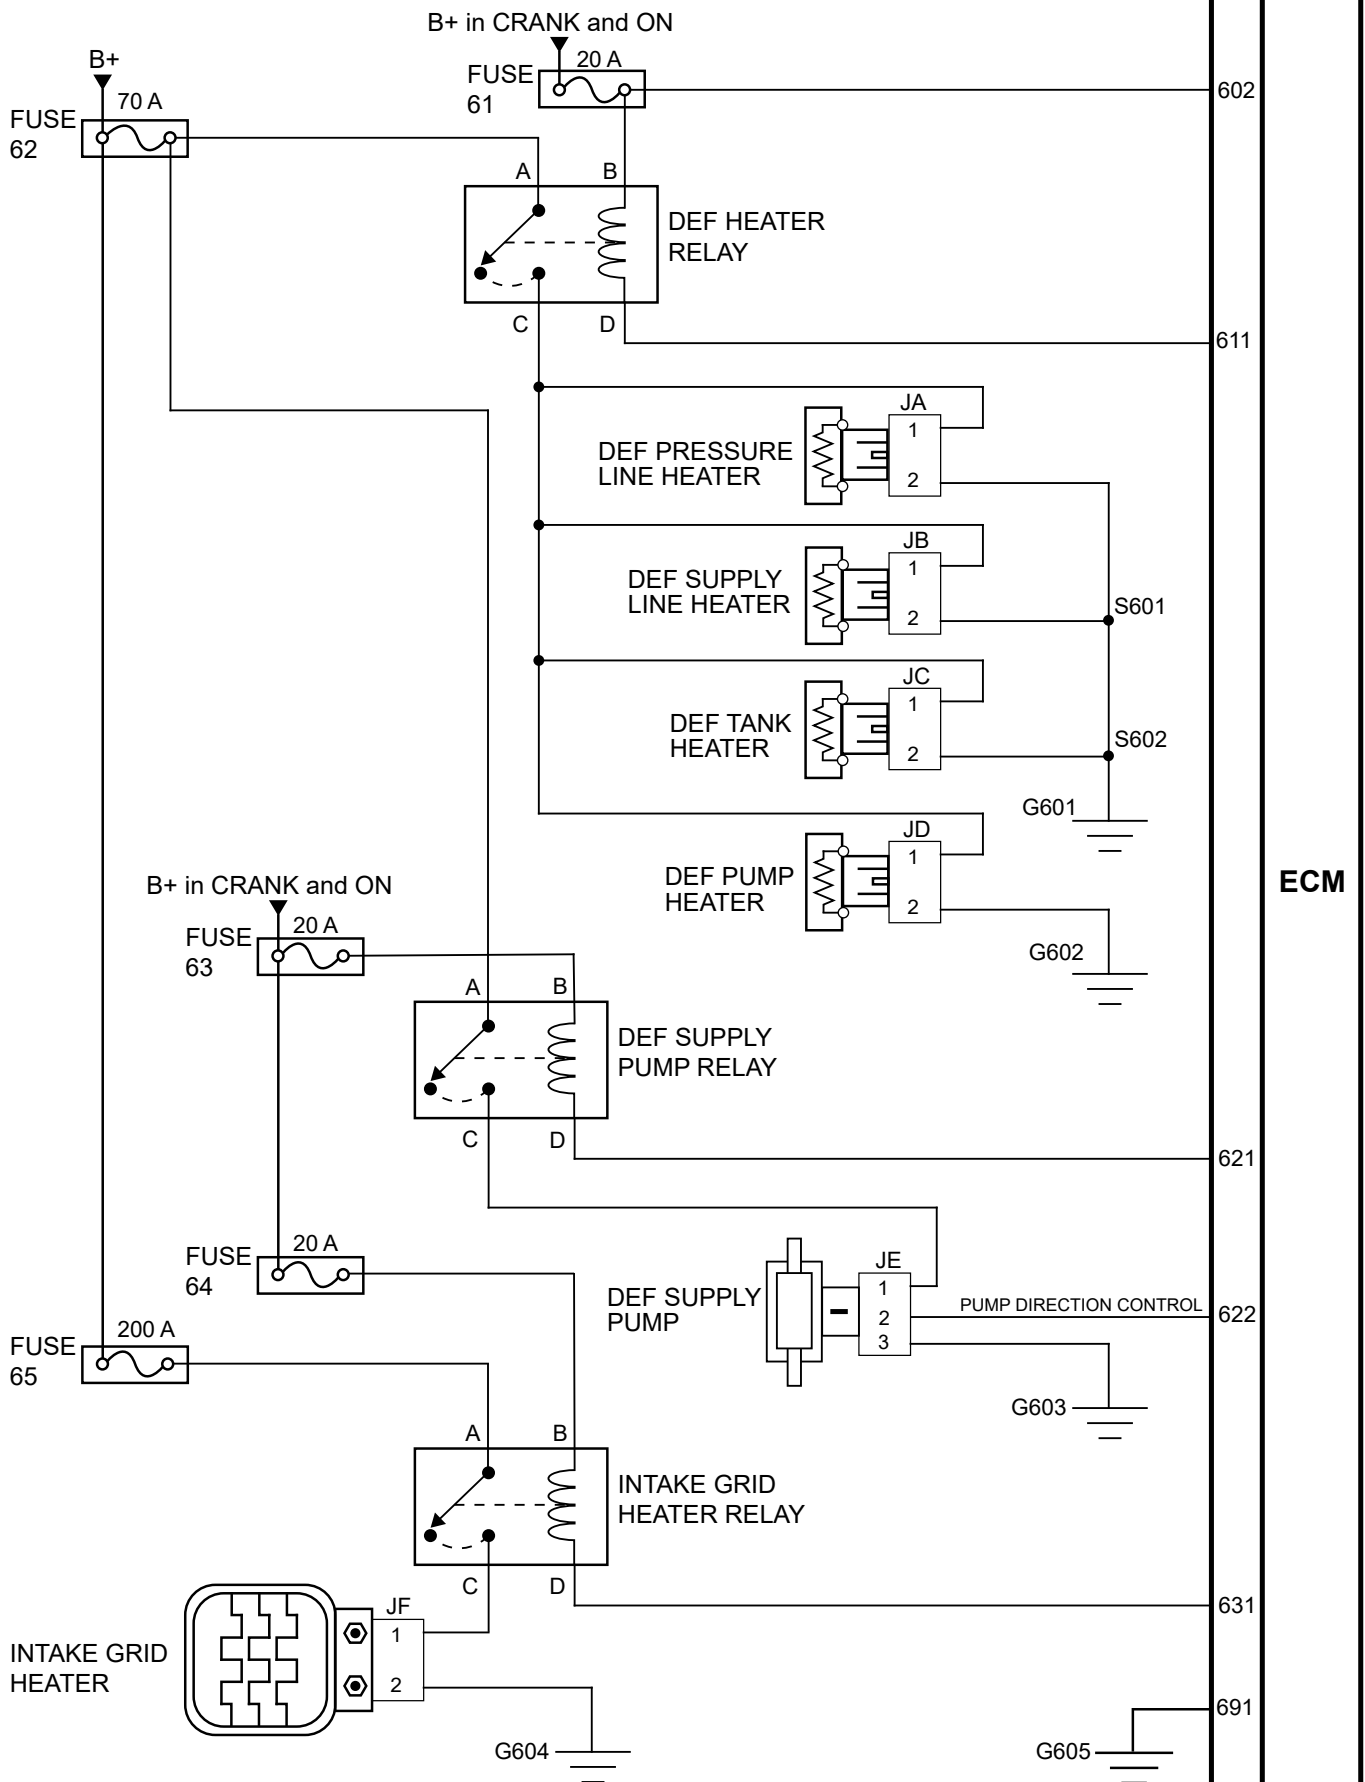 B+ in CRANK and ON
B+
20 A
FUSE
61
602
70 A
FUSE
62
A
B
DEF HEATER
RELAY
C
D
611
JA
1
2
DEF PRESSURE
LINE HEATER
JB
1
2
DEF SUPPLY
LINE HEATER
S601
JC
1
2
DEF TANK
HEATER
S602
G601
JD
1
2
DEF PUMP
HEATER
ECM
B+ in CRANK and ON
20 A
FUSE
63
G602
A
B
DEF SUPPLY
PUMP RELAY
C
D
621
20 A
FUSE
64
JE
1
2
3
DEF SUPPLY
PUMP
PUMP DIRECTION CONTROL
622
200 A
FUSE
65
G603
A
B
INTAKE GRID
HEATER RELAY
C
D
631
JF
1
2
INTAKE GRID
HEATER
691
G604
G605